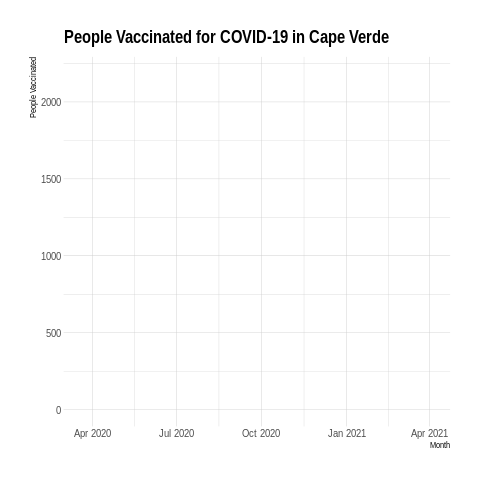 People Vaccinated for COVID-19 in Cape Verde
People Vaccinated
2000
1500
1000
500
0
Apr 2020 Jul 2020 Oct 2020 Jan 2021 Apr 2021
Month